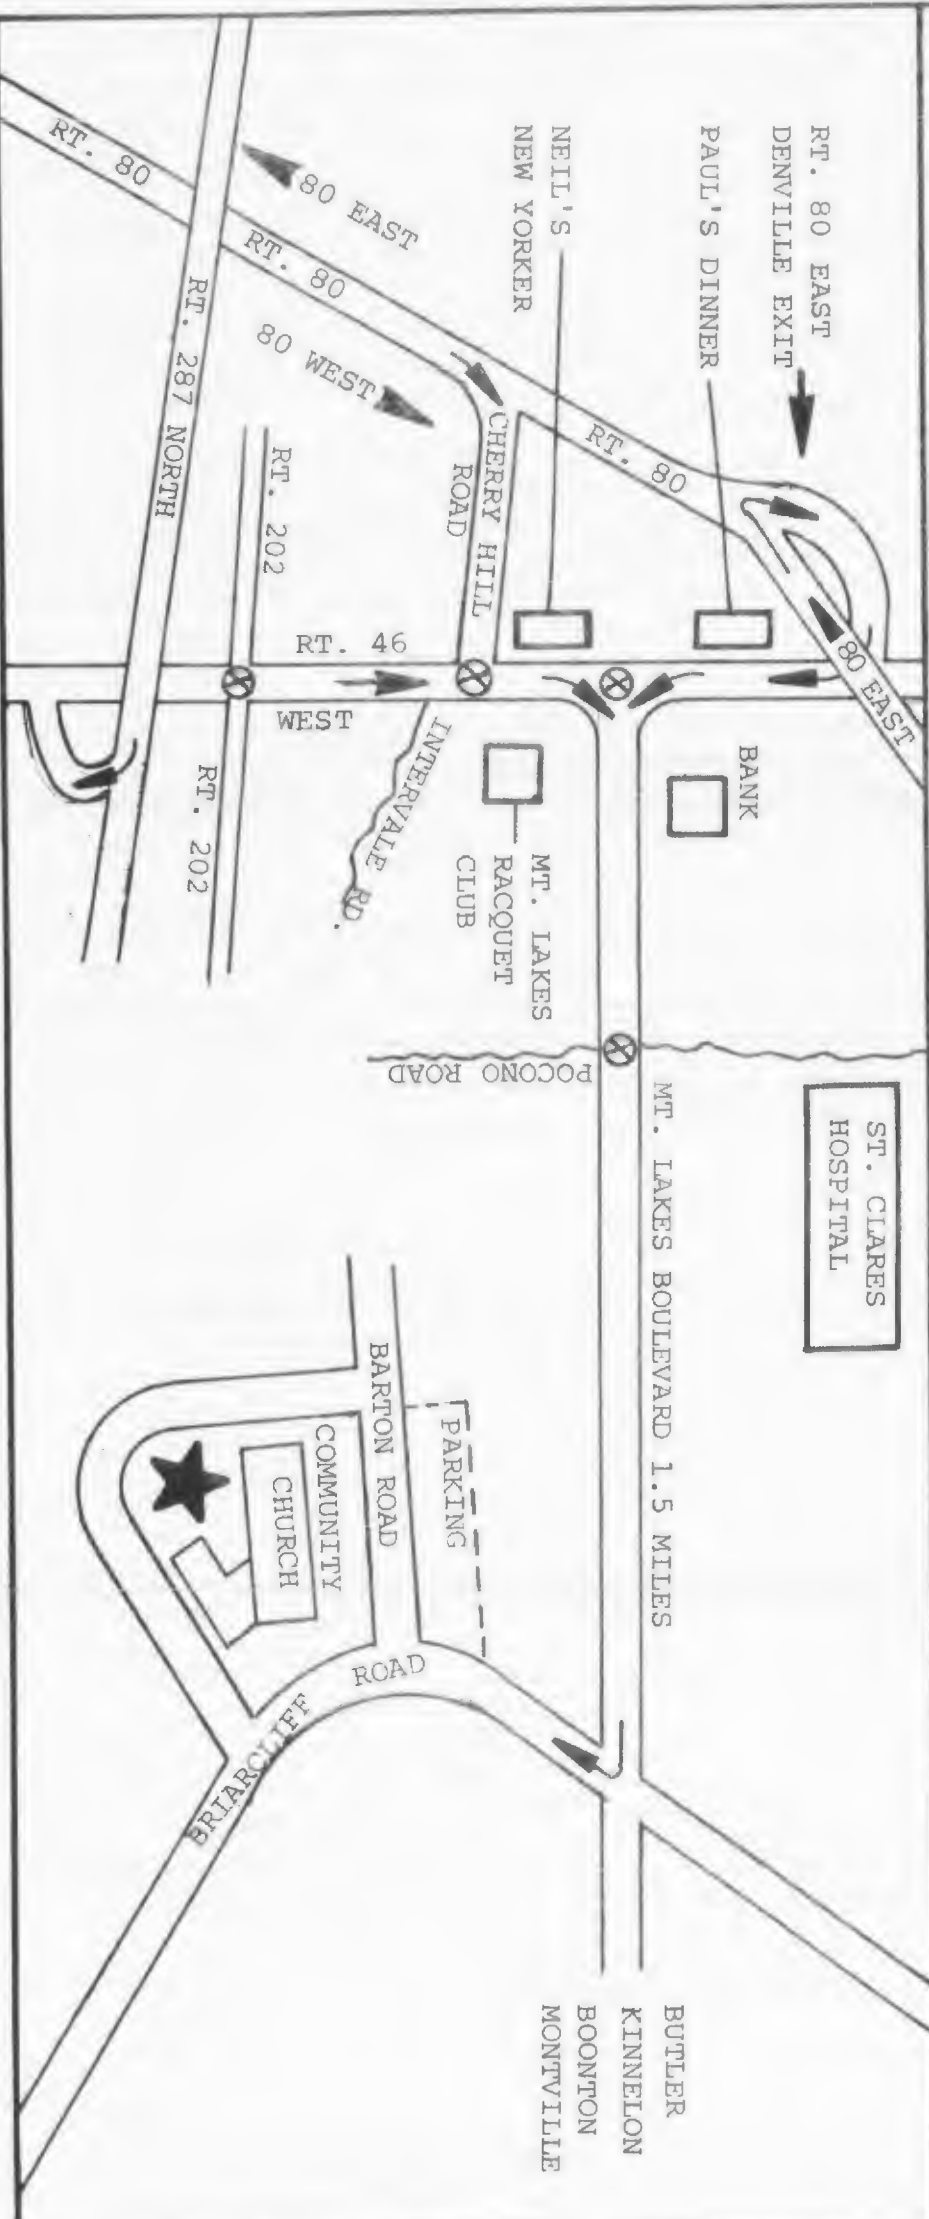 RT. 80 EAST
DENVILLE EXIT
PAUL'S DINNER
NEIL'S
NEW YORKER
RT. 80
80 EAST
RT. 80
80 WEST
RT. 287 NORTH
RT. 202
CHERRY HILL
ROAD
RT. 80
80 EAST
RT. 46
WEST
RT. 202
INTERVALE RD.
BANK
MT. LAKES
RACQUET
CLUB
POCONO ROAD
ST. CLARES
HOSPITAL
MT. LAKES BOULEVARD 1.5 MILES
BARTON ROAD
PARKING
COMMUNITY
CHURCH
BRIARCLIFF ROAD
BUTLER
KINNELON
BOONTON
MONTVILLE